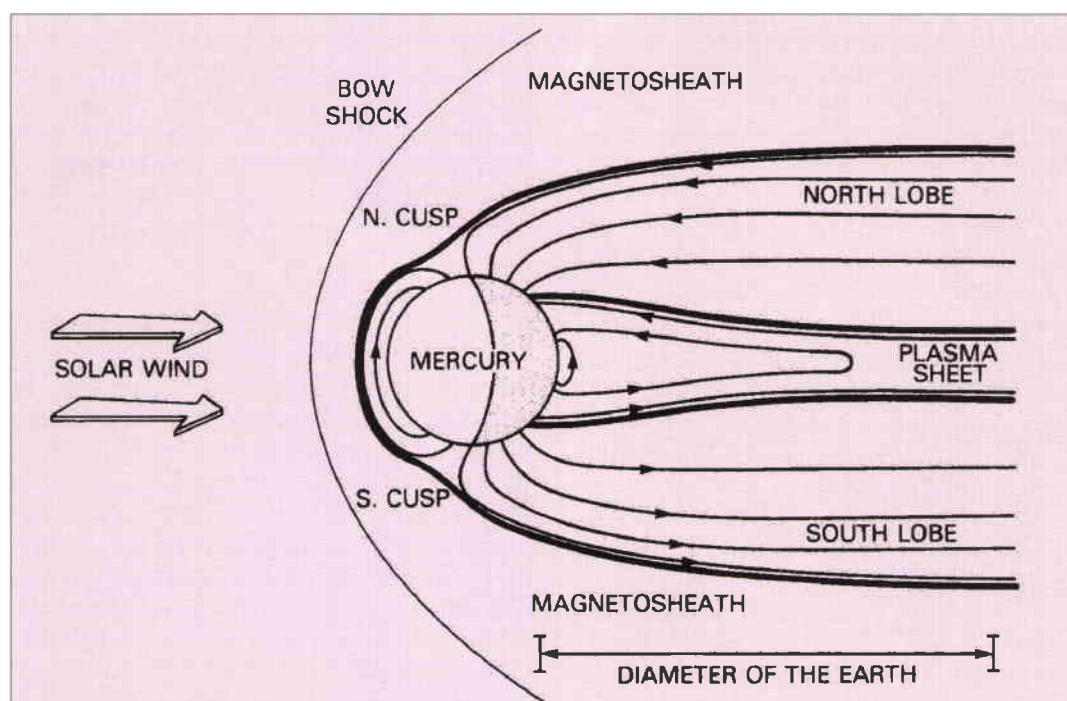 BOW
SHOCK
MAGNETOSHEATH
N. CUSP
NORTH LOBE
SOLAR WIND
MERCURY
PLASMA
SHEET
S. CUSP
SOUTH LOBE
MAGNETOSHEATH
DIAMETER OF THE EARTH